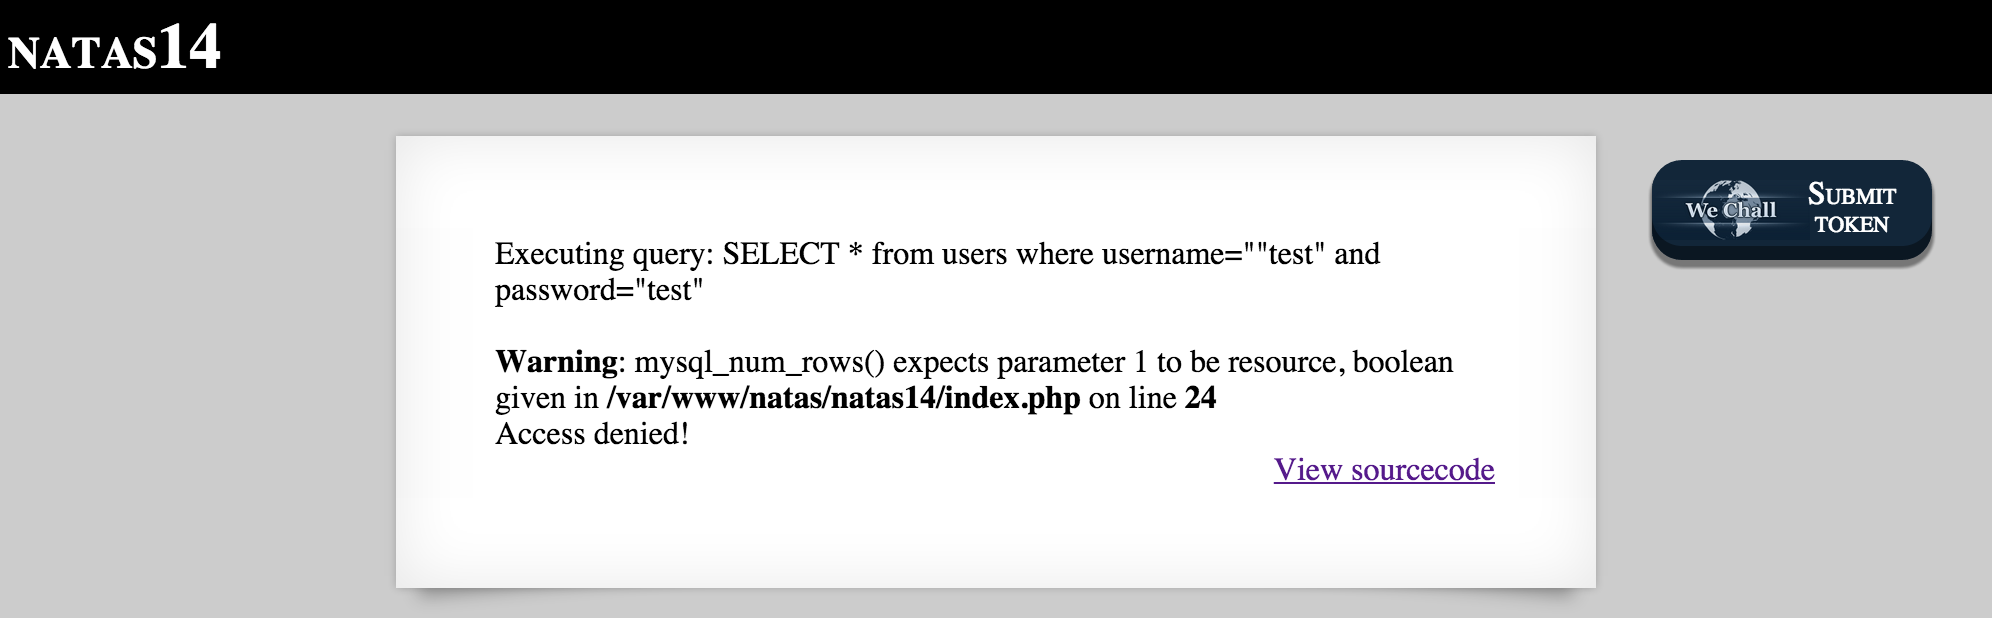 NATAS14
We Chall
SUBMIT
TOKEN
Executing query: SELECT * from users where username=""test" and
password="test"
Warning: mysql_num_rows() expects parameter 1 to be resource, boolean
given in /var/www/natas/natas14/index.php on line 24
Access denied!
View sourcecode